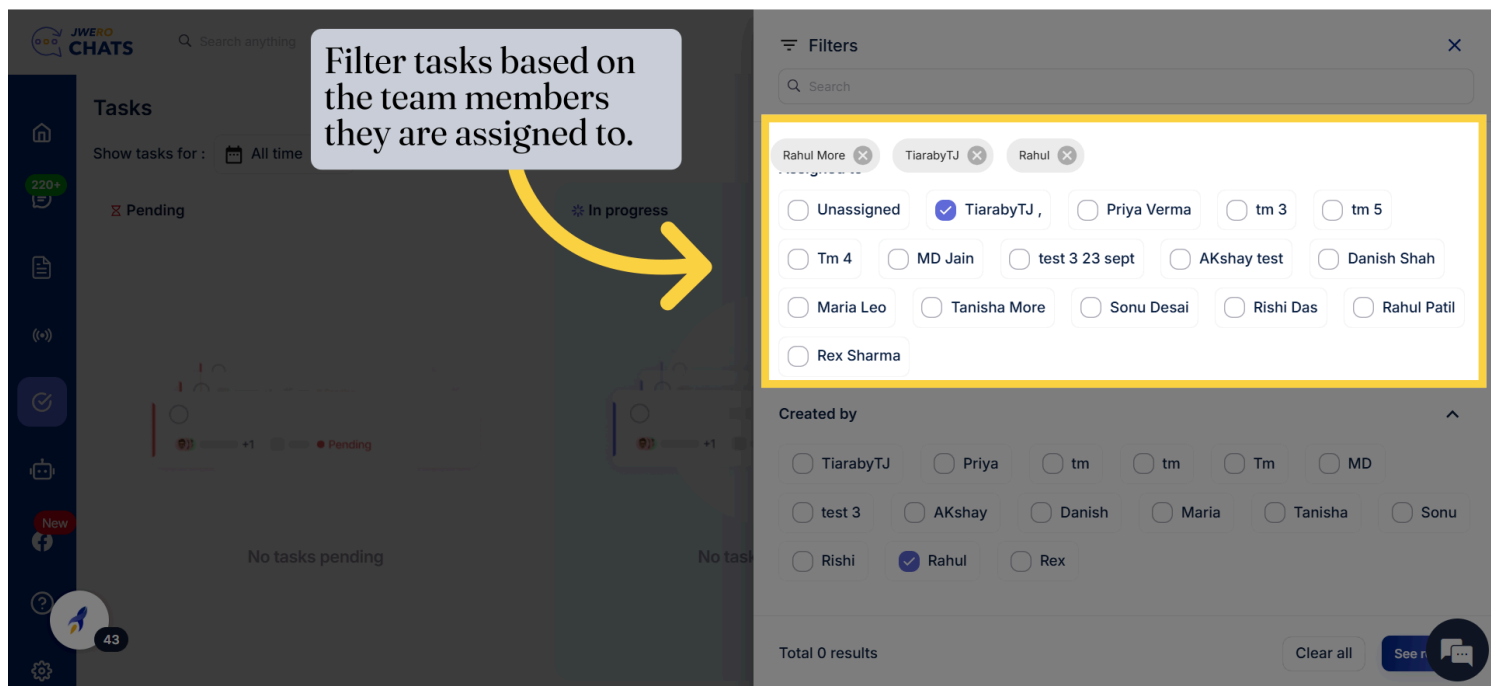 JWERO
CHATS
Search anything
Filter tasks based on
the team members
they are assigned to.
Tasks
Show tasks for :
All time
220+
Pending
In progress
+1
Pending
+1
No tasks pending
New
43
Filters
Search
Rahul More
TiarabyTJ
Rahul
Unassigned
TiarabyTJ ,
Priya Verma
tm 3
tm 5
Tm 4
MD Jain
test 3 23 sept
AKshay test
Danish Shah
Maria Leo
Tanisha More
Sonu Desai
Rishi Das
Rahul Patil
Rex Sharma
Created by
TiarabyTJ
Priya
tm
tm
Tm
MD
test 3
AKshay
Danish
Maria
Tanisha
Sonu
Rishi
Rahul
Rex
Total 0 results
Clear all
See